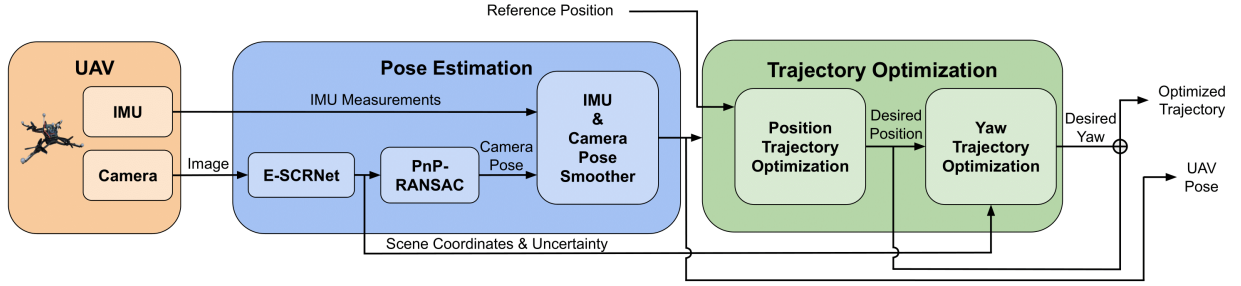 Reference Position
UAV
IMU
Camera
Image
Pose Estimation
IMU Measurements
E-SCRNet
PnP-
RANSAC
Camera
Pose
IMU
&
Camera
Pose
Smoother
Scene Coordinates & Uncertainty
Trajectory Optimization
Position
Trajectory
Optimization
Desired
Position
Yaw
Trajectory
Optimization
Desired
Yaw
Optimized
Trajectory
UAV
Pose